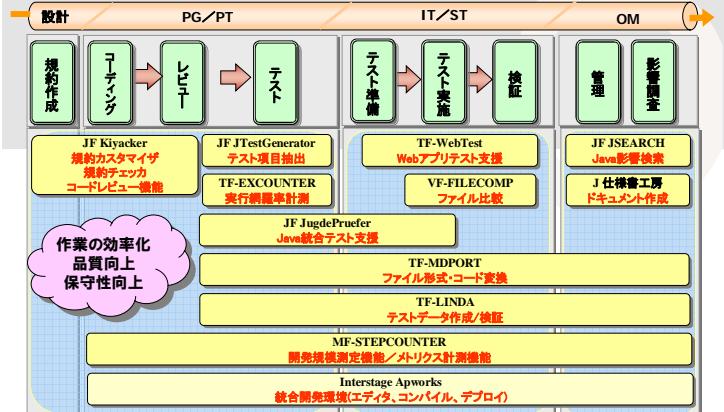 設計
PG／PT
IT／ST
OM
規約作成
コーディング
レビュー
テスト
テスト準備
テスト実施
検証
管理
影響調査
JF Kiyacker
規約カスタマイザ
規約チェッカ
コードレビュー機能
JF JTestGenerator
テスト項目抽出
TF-WebTest
Webアプリテスト支援
JF JSEARCH
Java影響検索
TF-EXCOUNTER
実行網羅率計測
VF-FILECOMP
ファイル比較
J 仕様書工房
ドキュメント作成
JF JugdePruefer
Java統合テスト支援
作業の効率化
品質向上
保守性向上
TF-MDPORT
ファイル形式・コード変換
TF-LINDA
テストデータ作成/検証
MF-STEPCOUNTER
開発規模測定機能／メトリクス計測機能
Interstage Apworks
統合開発環境(エディタ、コンパイル、デプロイ)